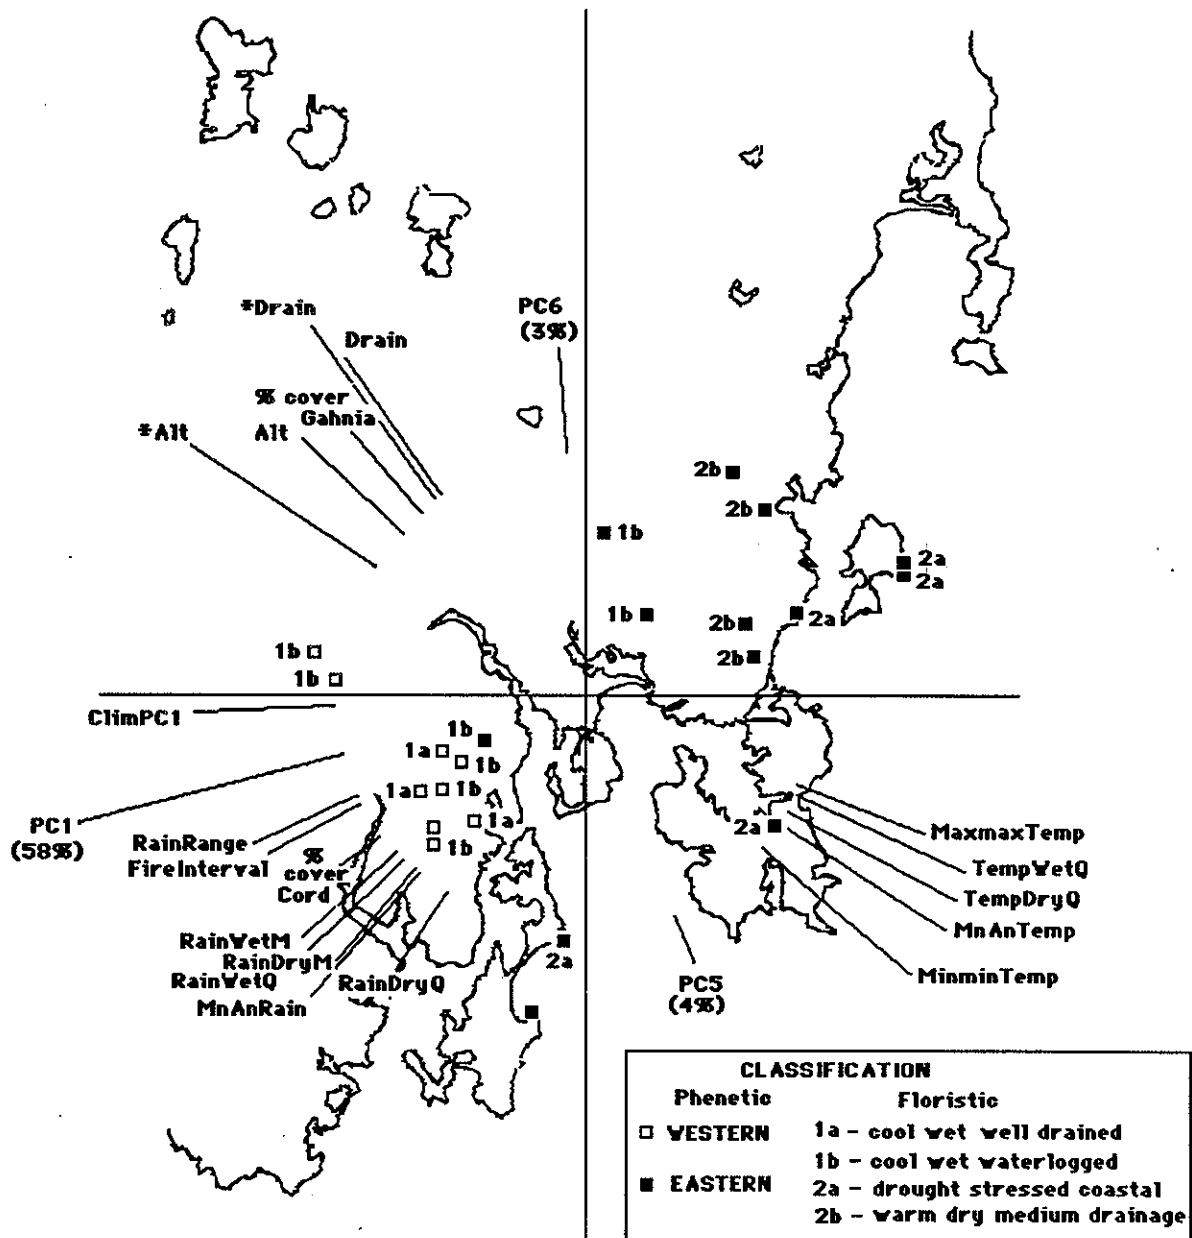 *Drain
PC6
(3%)
Drain
% cover
Gahnia
*Alt
Alt
2b
2b
1b
2a
2a
1b
2b
2a
2b
1b
1b
ClimPC1
1b
1a
1b
1a
1b
1a
PC1
(58%)
RainRange
FireInterval
%
cover
Cord
1b
2a
MaxmaxTemp
TempWetQ
TempDryQ
MnAnTemp
MinminTemp
RainWetM
RainDryM
RainWetQ
RainDryQ
MnAnRain
2a
PC5
(4%)
CLASSIFICATION
Phenetic Floristic
WESTERN 1a - cool wet well drained
1b - cool wet waterlogged
EASTERN 2a - drought stressed coastal
2b - warm dry medium drainage